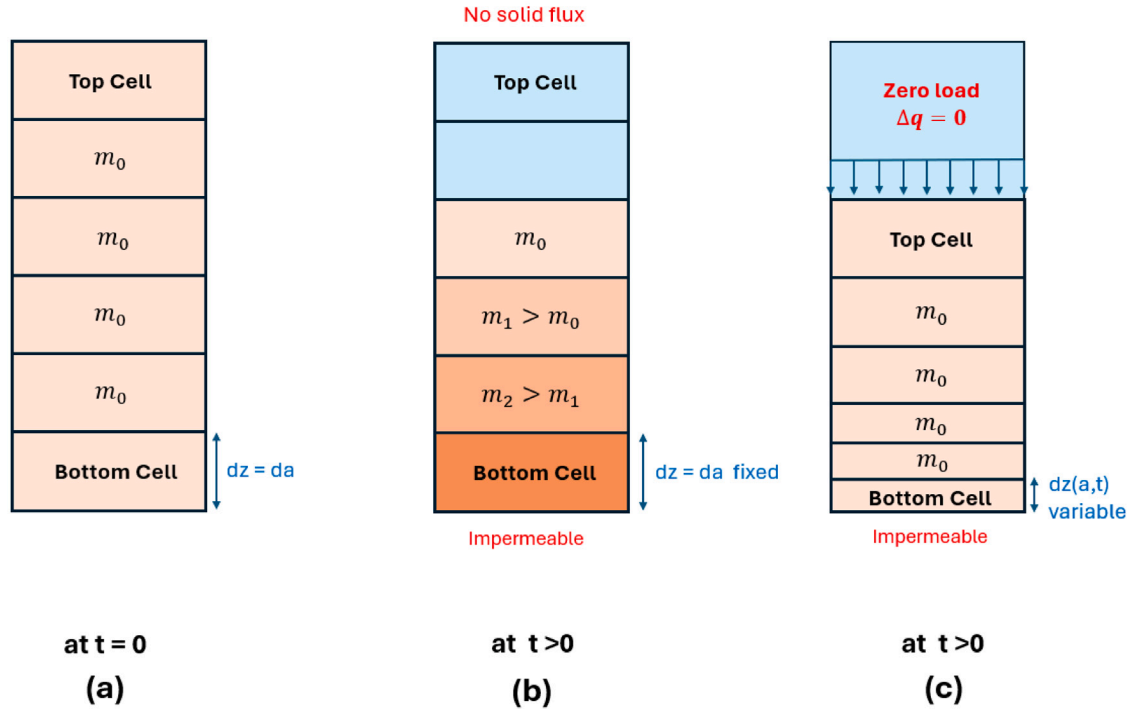 Top Cell
m₀
m₀
m₀
m₀
Bottom Cell
dz = da
at t = 0
(a)
No solid flux
Top Cell
m₀
m₁ > m₀
m₂ > m₁
Bottom Cell
dz = da fixed
Impermeable
at t >0
(b)
Zero load
Δq = 0
Top Cell
m₀
m₀
m₀
m₀
Bottom Cell
dz(a,t)
variable
Impermeable
at t >0
(c)